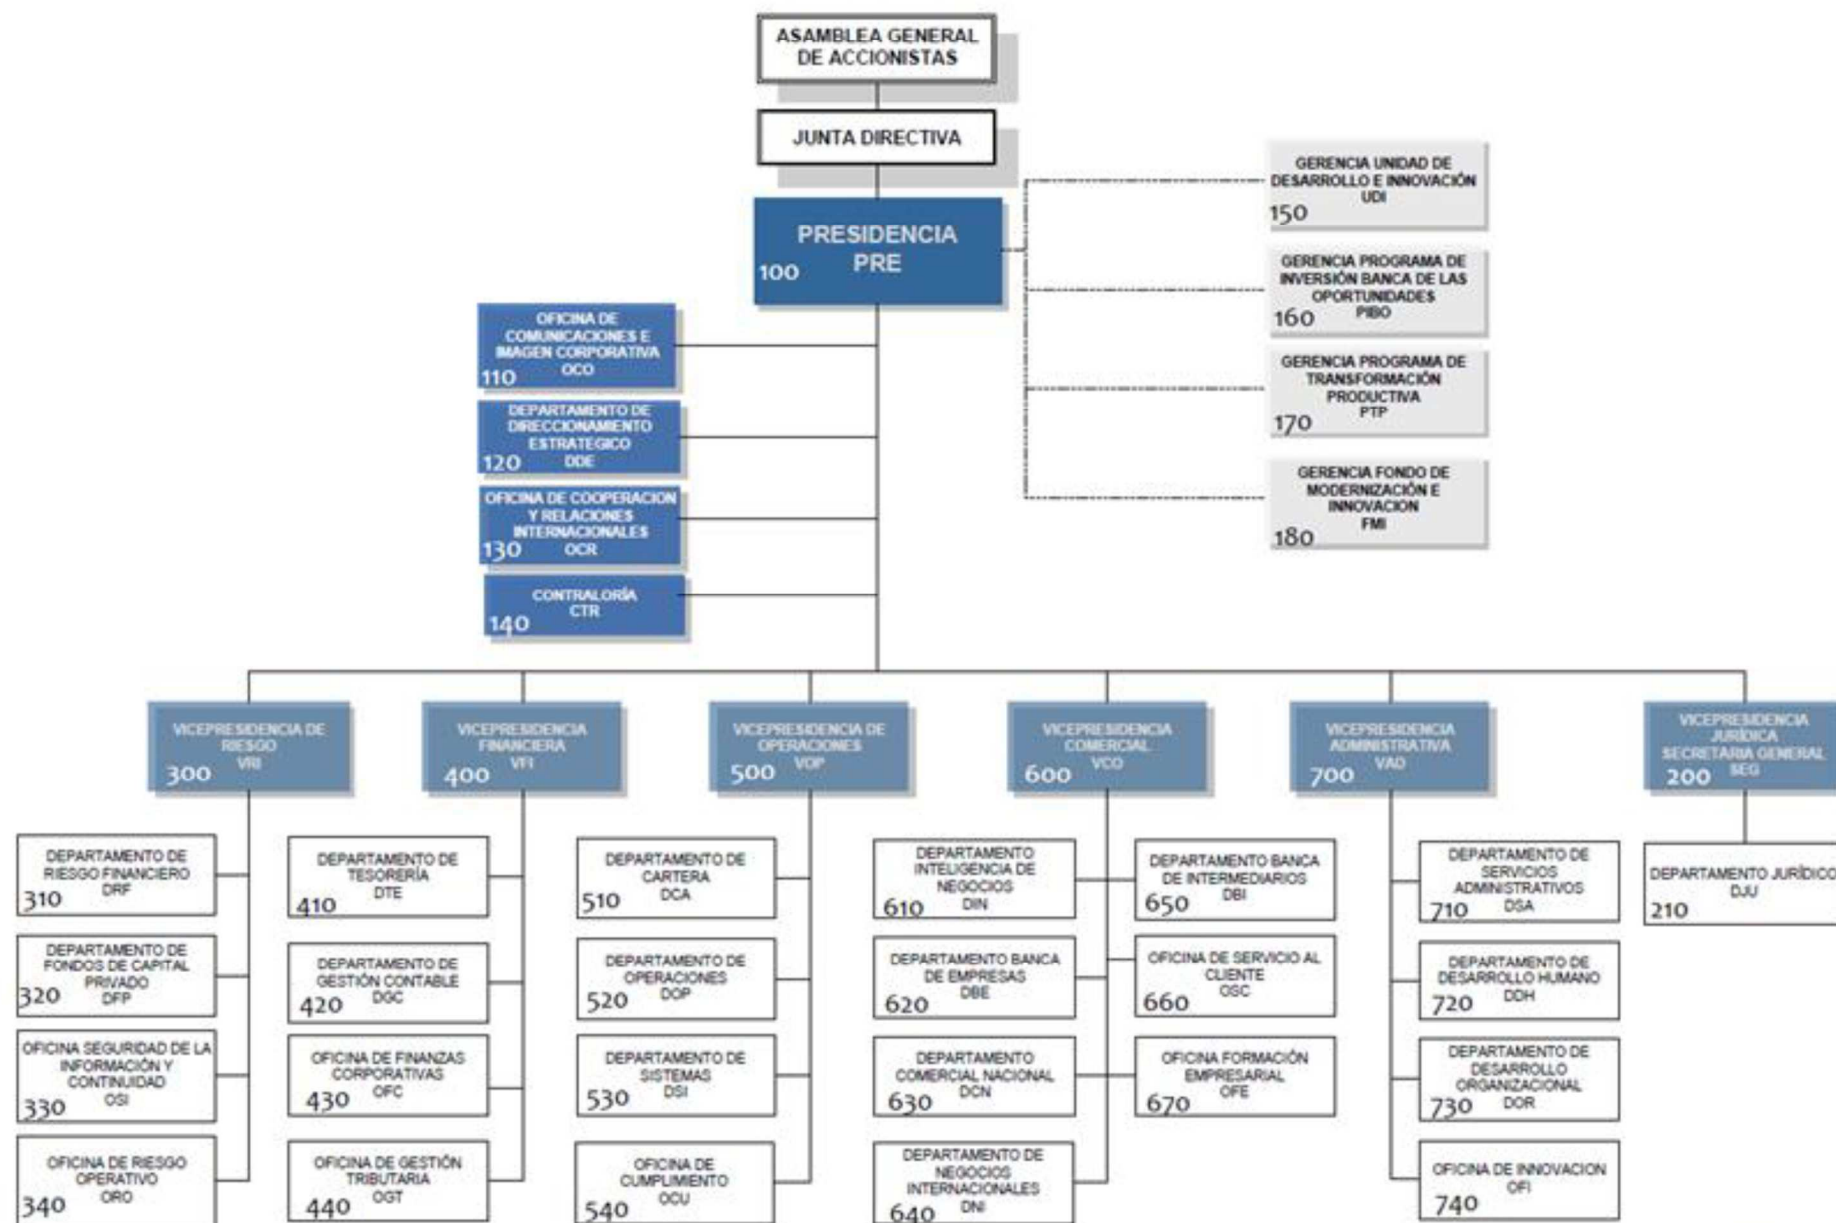 ASAMBLEA GENERAL
DE ACCIONISTAS
JUNTA DIRECTIVA
PRESIDENCIA
PRE
100
GERENCIA UNIDAD DE
DESARROLLO E INNOVACIÓN
UDI
150
GERENCIA PROGRAMA DE
INVERSIÓN BANCA DE LAS
OPORTUNIDADES
PIBO
160
GERENCIA PROGRAMA DE
TRANSFORMACIÓN
PRODUCTIVA
PTP
170
GERENCIA FONDO DE
MODERNIZACIÓN E
INNOVACION
FMI
180
OFICINA DE
COMUNICACIONES E
IMAGEN CORPORATIVA
OCO
110
DEPARTAMENTO DE
DIRECCIONAMIENTO
ESTRATEGICO
DDE
120
OFICINA DE COOPERACION
Y RELACIONES
INTERNACIONALES
OCR
130
CONTRALORÍA
CTR
140
VICEPRESIDENCIA DE
RIESGO
VRI
300
VICEPRESIDENCIA
FINANCIERA
VFI
400
VICEPRESIDENCIA DE
OPERACIONES
VOP
500
VICEPRESIDENCIA
COMERCIAL
VCO
600
VICEPRESIDENCIA
ADMINISTRATIVA
VAD
700
VICEPRESIDENCIA
JURÍDICA
SECRETARIA GENERAL
SEG
200
DEPARTAMENTO DE
RIESGO FINANCIERO
DRF
310
DEPARTAMENTO DE
FONDOS DE CAPITAL
PRIVADO
DFP
320
OFICINA SEGURIDAD DE LA
INFORMACIÓN Y
CONTINUIDAD
OSI
330
OFICINA DE RIESGO
OPERATIVO
ORO
340
DEPARTAMENTO DE
TESORERÍA
DTE
410
DEPARTAMENTO DE
GESTIÓN CONTABLE
DGC
420
OFICINA DE FINANZAS
CORPORATIVAS
OFC
430
OFICINA DE GESTIÓN
TRIBUTARIA
OGT
440
DEPARTAMENTO DE
CARTERA
DCA
510
DEPARTAMENTO DE
OPERACIONES
DOP
520
DEPARTAMENTO DE
SISTEMAS
DSI
530
OFICINA DE
CUMPLIMIENTO
OCU
540
DEPARTAMENTO
INTELIGENCIA DE
NEGOCIOS
DIN
610
DEPARTAMENTO BANCA
DE EMPRESAS
DBE
620
DEPARTAMENTO
COMERCIAL NACIONAL
DCN
630
DEPARTAMENTO DE
NEGOCIOS
INTERNACIONALES
DNI
640
DEPARTAMENTO BANCA
DE INTERMEDIARIOS
DBI
650
OFICINA DE SERVICIO AL
CLIENTE
OSC
660
OFICINA FORMACIÓN
EMPRESARIAL
OFE
670
DEPARTAMENTO DE
SERVICIOS
ADMINISTRATIVOS
DSA
710
DEPARTAMENTO DE
DESARROLLO HUMANO
DDH
720
DEPARTAMENTO DE
DESARROLLO
ORGANIZACIONAL
DOR
730
OFICINA DE INNOVACION
OFI
740
DEPARTAMENTO JURÍDICO
DJU
210